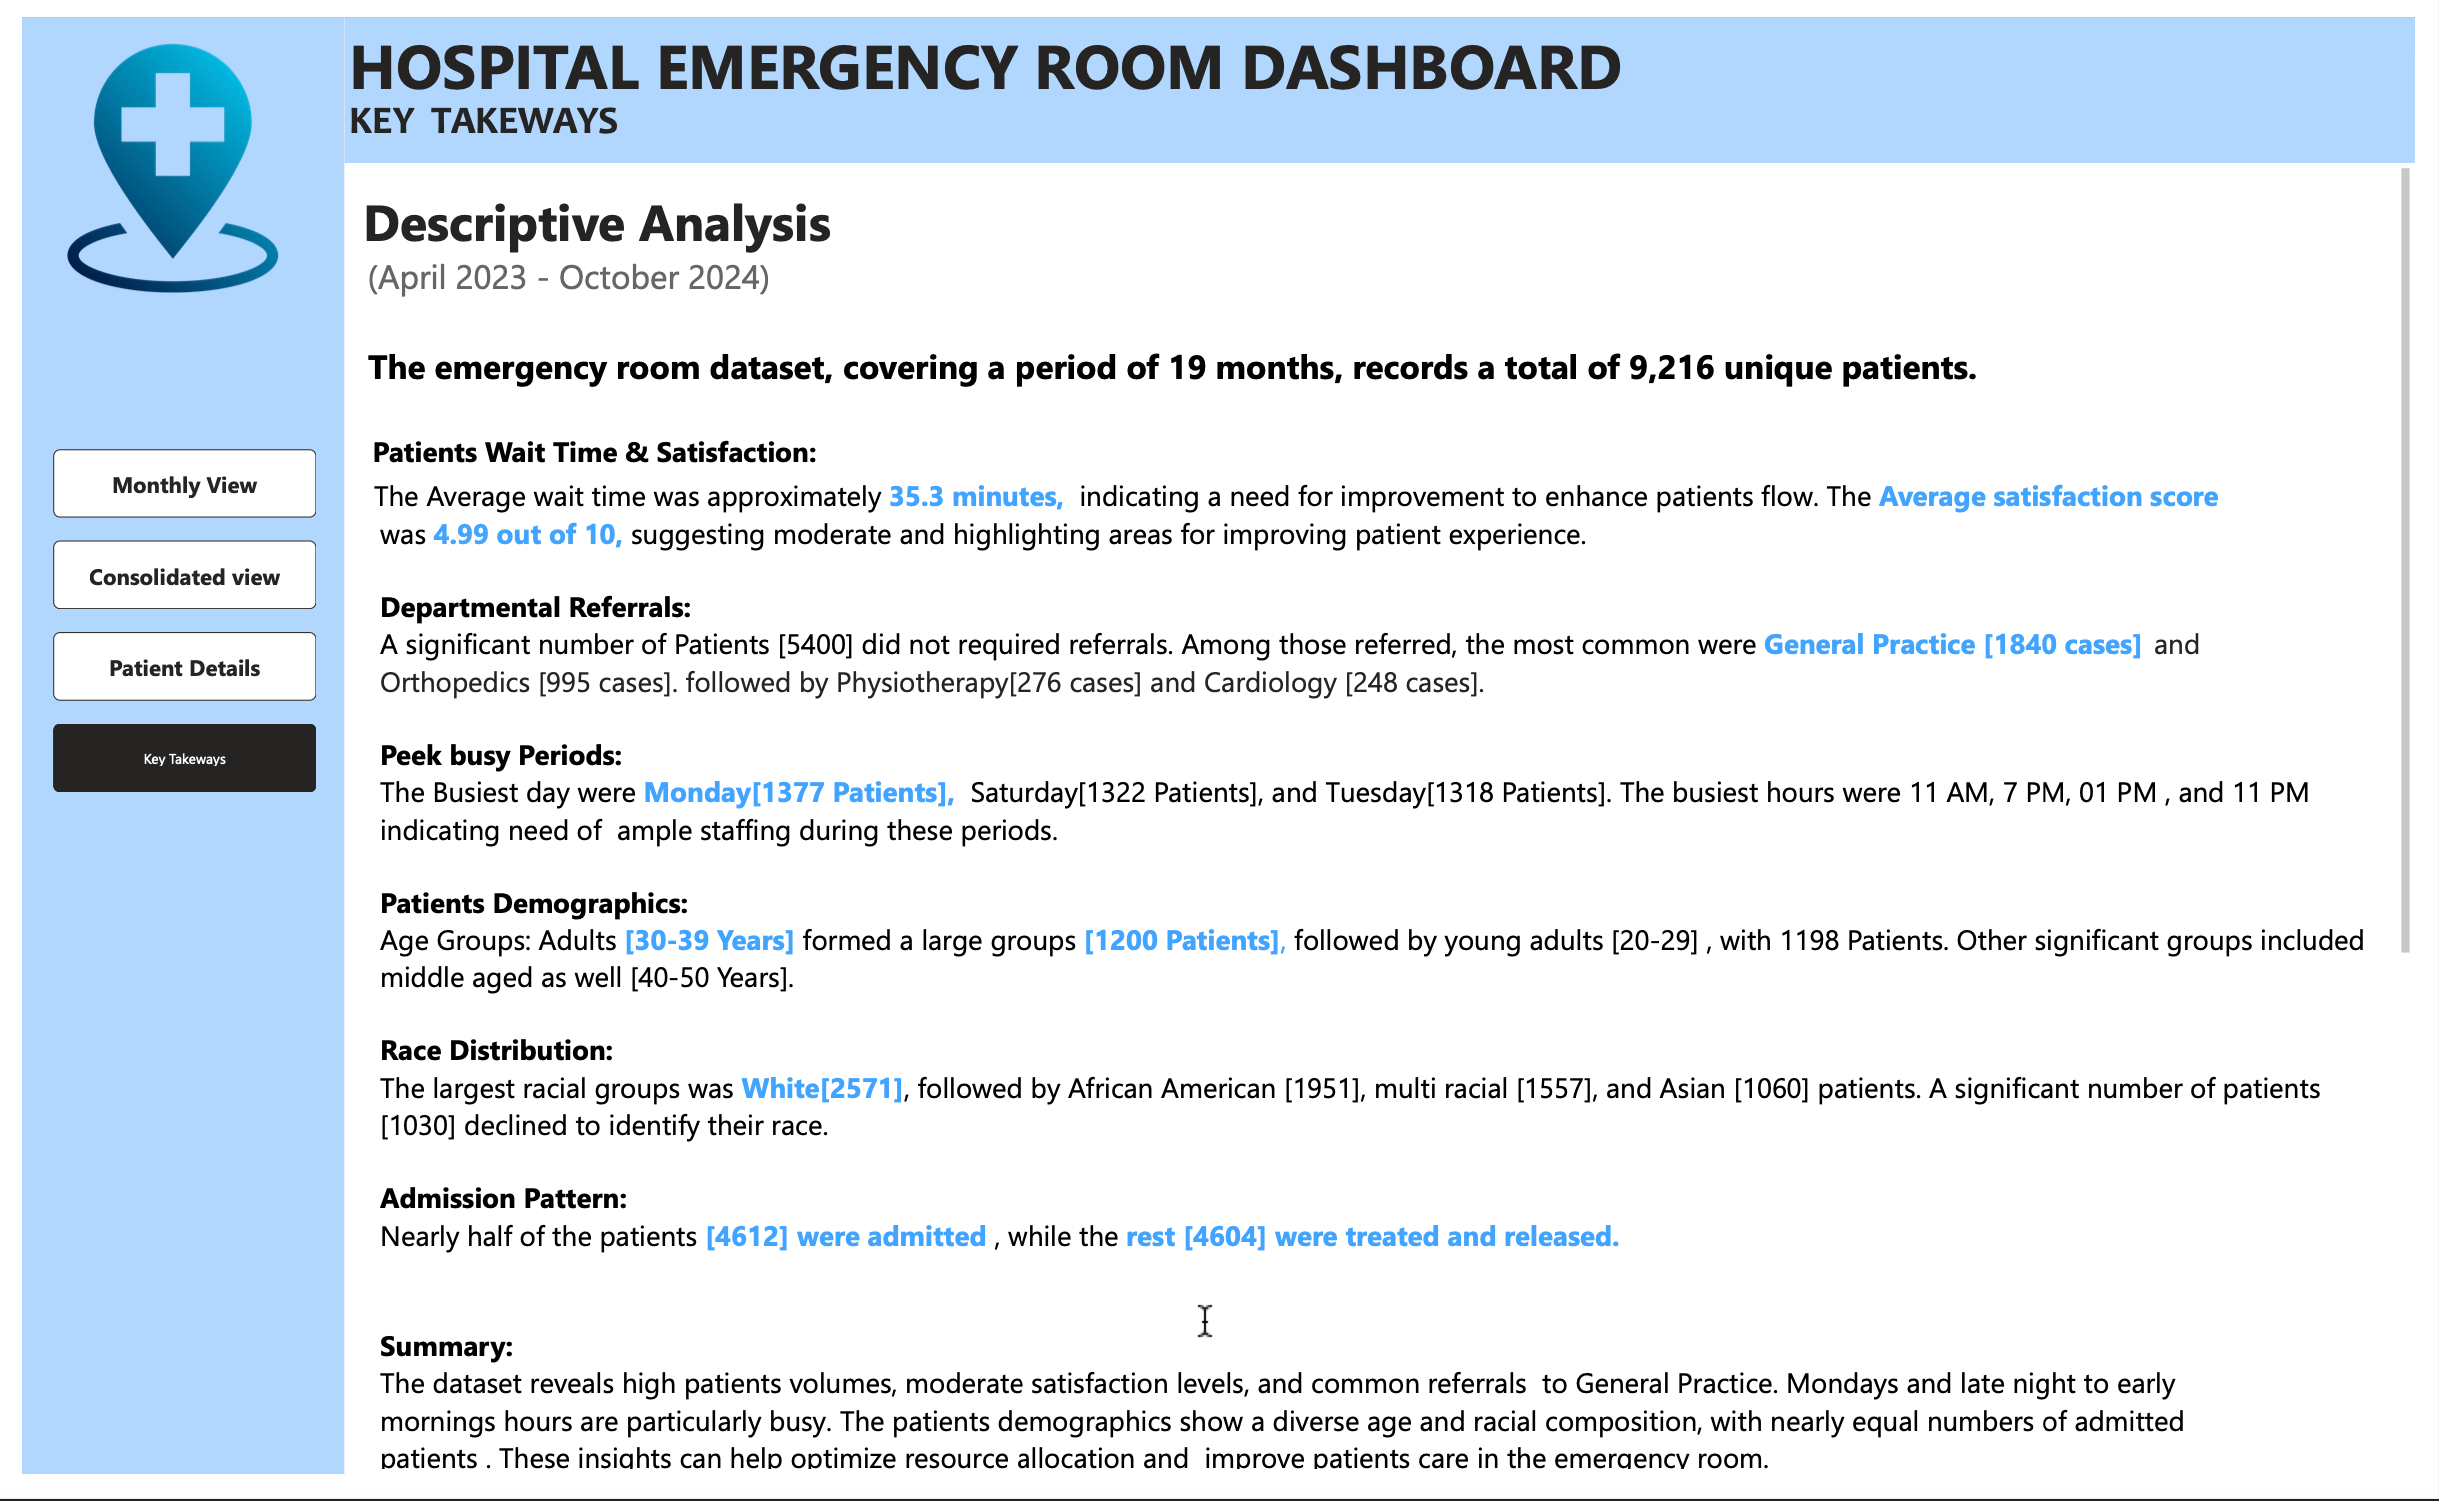 HOSPITAL EMERGENCY ROOM DASHBOARD
KEY TAKEWAYS
Monthly View
Consolidated view
Patient Details
Key Takeways
Descriptive Analysis
(April 2023 - October 2024)
The emergency room dataset, covering a period of 19 months, records a total of 9,216 unique patients.
Patients Wait Time & Satisfaction:
The Average wait time was approximately 35.3 minutes, indicating a need for improvement to enhance patients flow. The Average satisfaction score
was 4.99 out of 10, suggesting moderate and highlighting areas for improving patient experience.
Departmental Referrals:
A significant number of Patients [5400] did not required referrals. Among those referred, the most common were General Practice [1840 cases] and
Orthopedics [995 cases]. followed by Physiotherapy[276 cases] and Cardiology [248 cases].
Peek busy Periods:
The Busiest day were Monday[1377 Patients], Saturday[1322 Patients], and Tuesday[1318 Patients]. The busiest hours were 11 AM, 7 PM, 01 PM , and 11 PM
indicating need of ample staffing during these periods.
Patients Demographics:
Age Groups: Adults [30-39 Years] formed a large groups [1200 Patients], followed by young adults [20-29] , with 1198 Patients. Other significant groups included
middle aged as well [40-50 Years].
Race Distribution:
The largest racial groups was White[2571], followed by African American [1951], multi racial [1557], and Asian [1060] patients. A significant number of patients
[1030] declined to identify their race.
Admission Pattern:
Nearly half of the patients [4612] were admitted , while the rest [4604] were treated and released.
Summary:
The dataset reveals high patients volumes, moderate satisfaction levels, and common referrals to General Practice. Mondays and late night to early
mornings hours are particularly busy. The patients demographics show a diverse age and racial composition, with nearly equal numbers of admitted
patients . These insights can help optimize resource allocation and improve patients care in the emergency room.